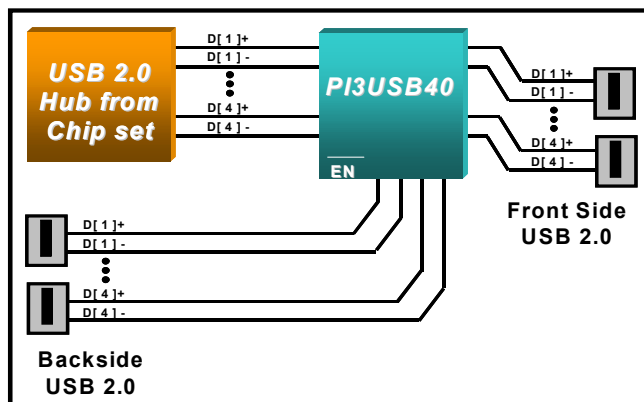 USB 2.0
Hub from
Chip set
D[ 1 ]+
D[ 1 ] -
D[ 4 ]+
D[ 4 ] -
PI3USB40
EN
D[ 1 ]+
D[ 1 ] -
D[ 4 ]+
D[ 4 ] -
Front Side
USB 2.0
D[ 1 ]+
D[ 1 ] -
D[ 4 ]+
D[ 4 ] -
Backside
USB 2.0